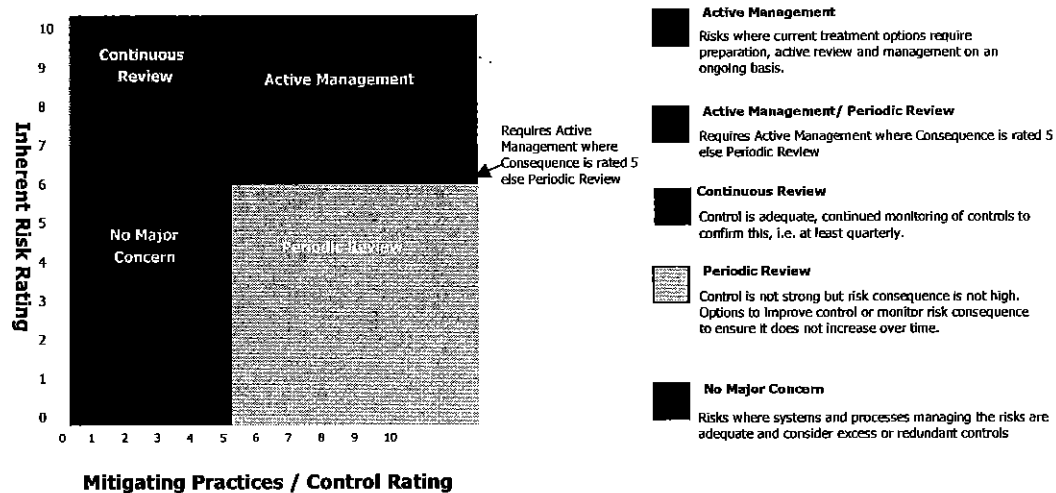 10
9
8
7
6
5
4
3
2
1
0
Inherent Risk Rating
Continuous
Review
Active Management
No Major
Concern
Periodic Review
0 1 2 3 4 5 6 7 8 9 10
Mitigating Practices / Control Rating
Requires Active
Management where
Consequence is rated 5
else Periodic Review
Active Management
Risks where current treatment options require
preparation, active review and management on an
ongoing basis.
Active Management/ Periodic Review
Requires Active Management where Consequence is rated 5
else Periodic Review
Continuous Review
Control is adequate, continued monitoring of controls to
confirm this, i.e. at least quarterly.
Periodic Review
Control is not strong but risk consequence is not high.
Options to improve control or monitor risk consequence
to ensure it does not increase over time.
No Major Concern
Risks where systems and processes managing the risks are
adequate and consider excess or redundant controls